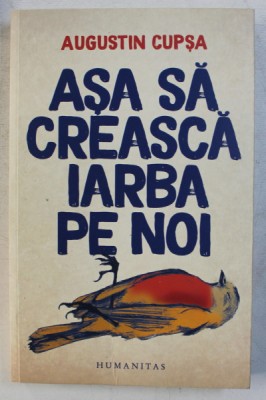 AUGUSTIN CUPȘA
AȘA SĂ
CREASCĂ
IARBA
PE NOI
HUMANITAS